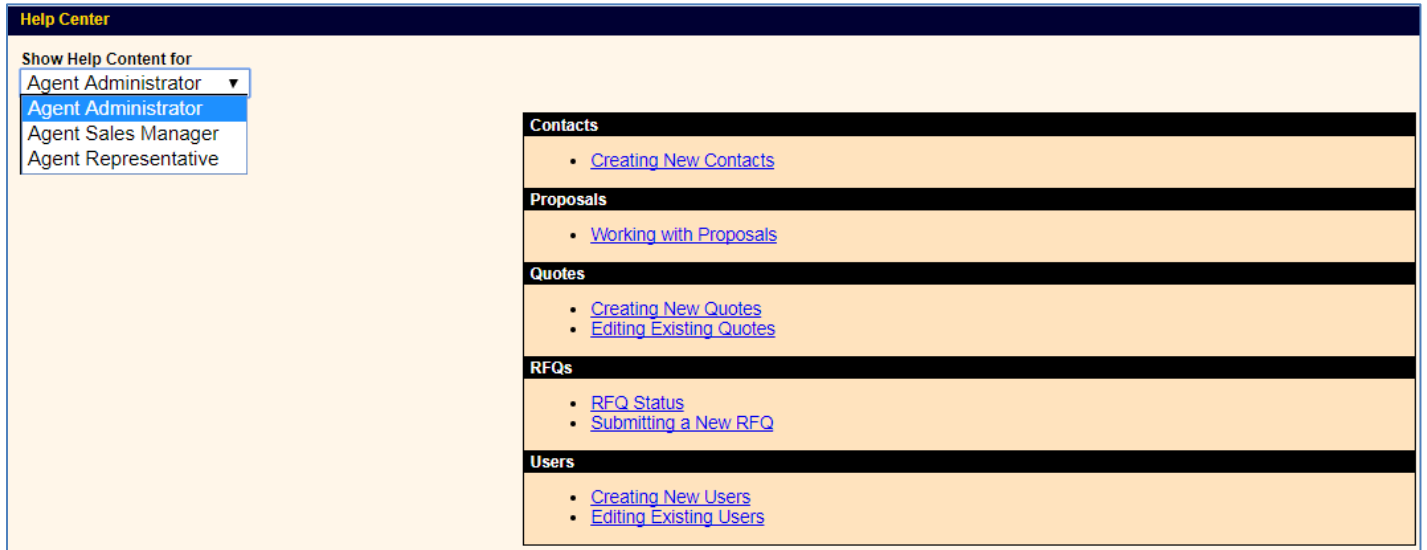 Help Center
Show Help Content for
Agent Administrator
Agent Administrator
Agent Sales Manager
Agent Representative
Contacts
Creating New Contacts
Proposals
Working with Proposals
Quotes
Creating New Quotes
Editing Existing Quotes
RFQs
RFQ Status
Submitting a New RFQ
Users
Creating New Users
Editing Existing Users